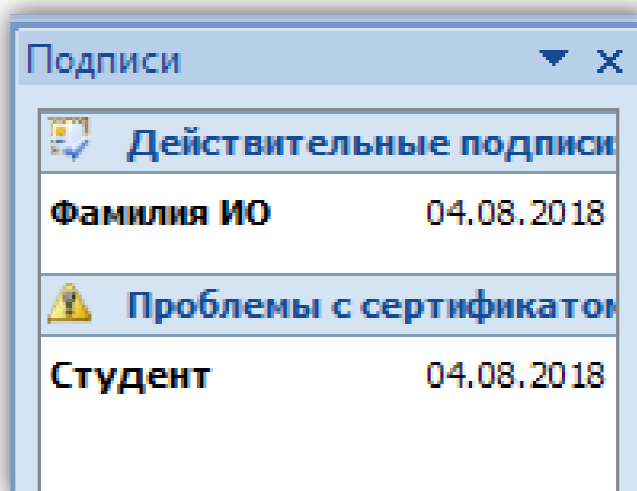 Подписи
Действительные подписи:
Фамилия ИО 04.08.2018
Проблемы с сертификатом
Студент 04.08.2018